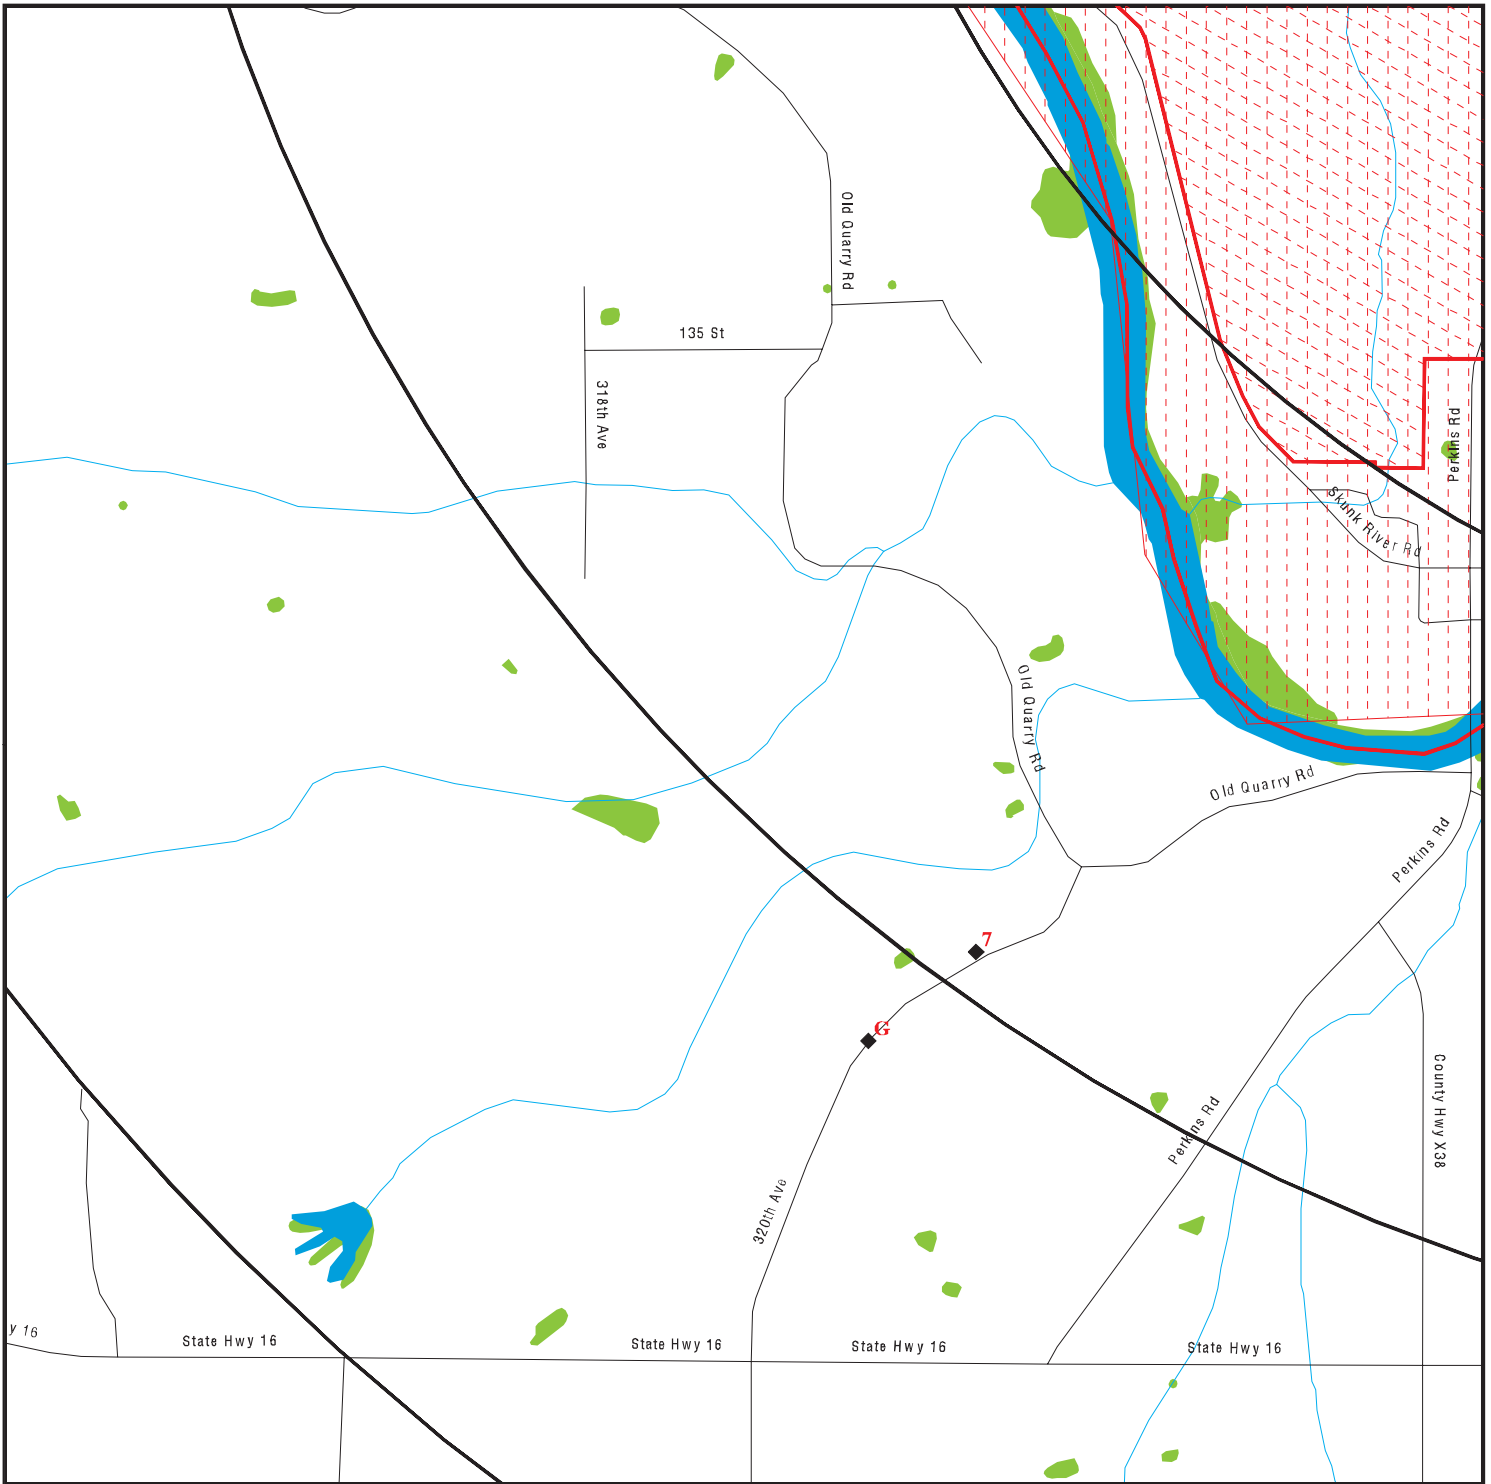 Old Quarry Rd
135 St
318th Ave
Perkins Rd
Skunk River Rd
Old Quarry Rd
Old Quarry Rd
Perkins Rd
7
G
County Hwy X38
Perkins Rd
320th Ave
y 16
State Hwy 16
State Hwy 16
State Hwy 16
State Hwy 16